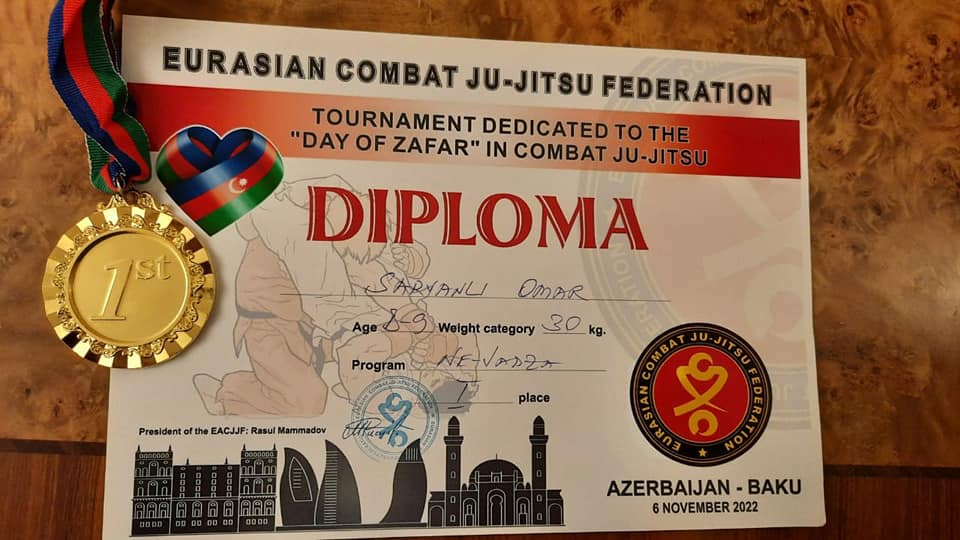 EURASIAN COMBAT JU-JITSU FEDERATION
TOURNAMENT DEDICATED TO THE
"DAY OF ZAFAR" IN COMBAT JU-JITSU
DIPLOMA
1st
SARVANLI OMAR
Age 8-9 Weight category 30 kg.
Program NE-VADZA
1 place
President of the EACJJF: Rasul Mammadov
EURASIAN COMBAT JU-JITSU FEDERATION
EURASIAN
AZERBAIJAN - BAKU
6 NOVEMBER 2022